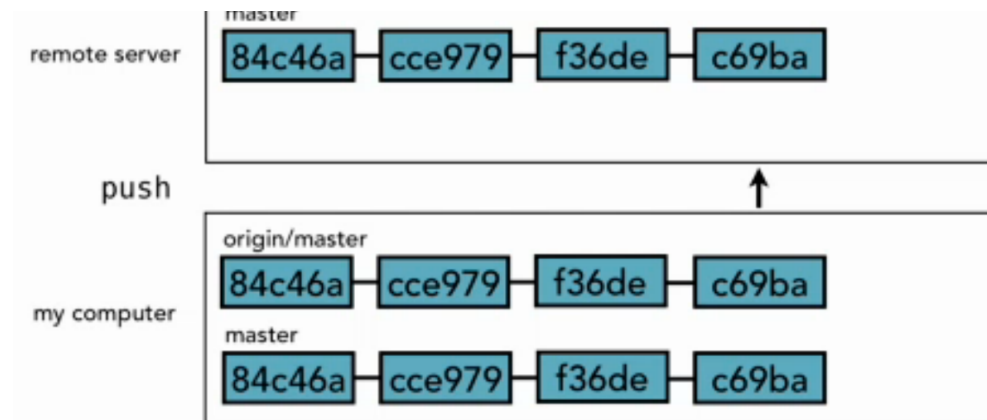 master
remote server
84c46a cce979 f36de c69ba
push
origin/master
84c46a cce979 f36de c69ba
my computer
master
84c46a cce979 f36de c69ba